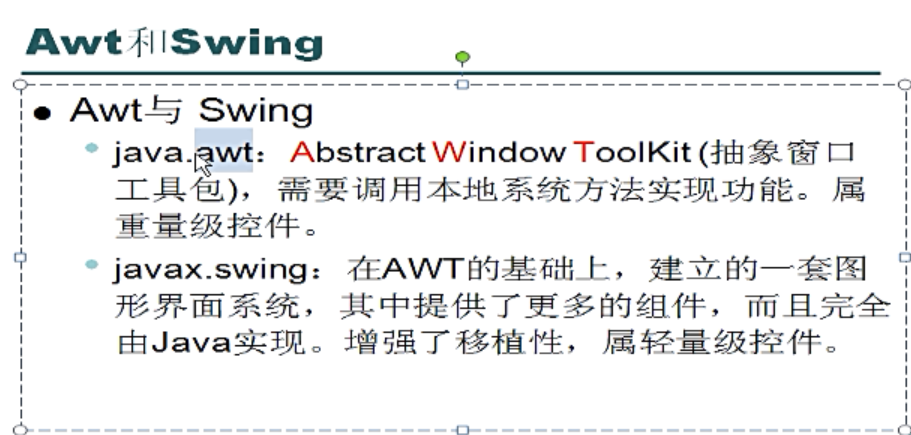 Awt和Swing
Awt与 Swing
java.awt：Abstract Window ToolKit (抽象窗口
工具包)，需要调用本地系统方法实现功能。属
重量级控件。
javax.swing：在AWT的基础上，建立的一套图
形界面系统，其中提供了更多的组件，而且完全
由Java实现。增强了移植性，属轻量级控件。